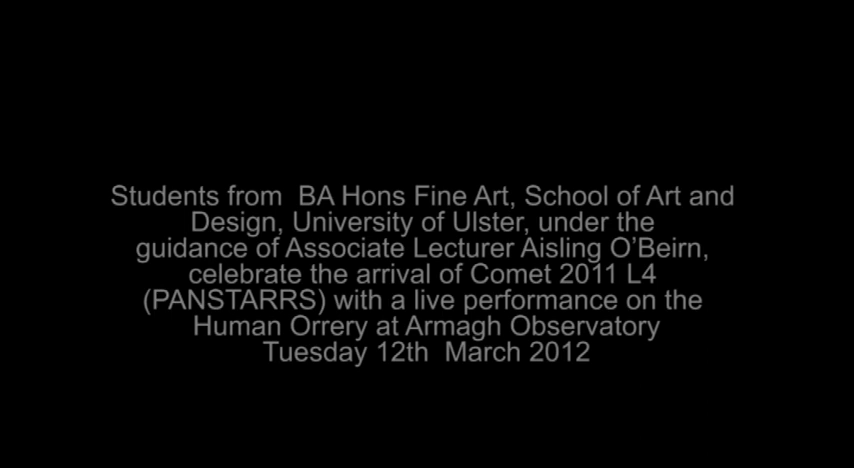 Students from  BA Hons Fine Art, School of Art and
Design, University of Ulster, under the
guidance of Associate Lecturer Aisling O’Beirn,
celebrate the arrival of Comet 2011 L4
(PANSTARRS) with a live performance on the
Human Orrery at Armagh Observatory
Tuesday 12th  March 2012